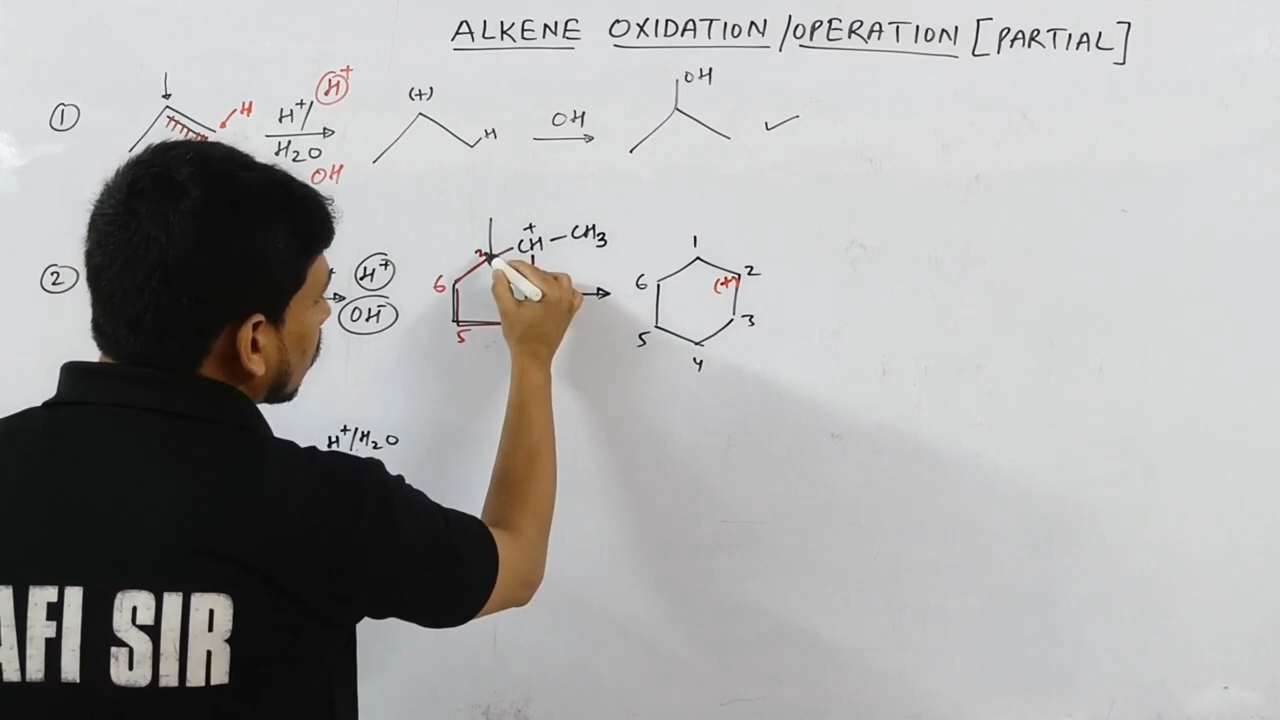 ALKENE OXIDATION/OPERATION [PARTIAL]
① H H⁺/H⁺ (+) H OH OH ✓
H₂O
OH
② H⁺ + CH–CH₃ 1
6 2 6 (+) 2
OH⁻ 5 5 3
4
H⁺/H₂O
AFI SIR